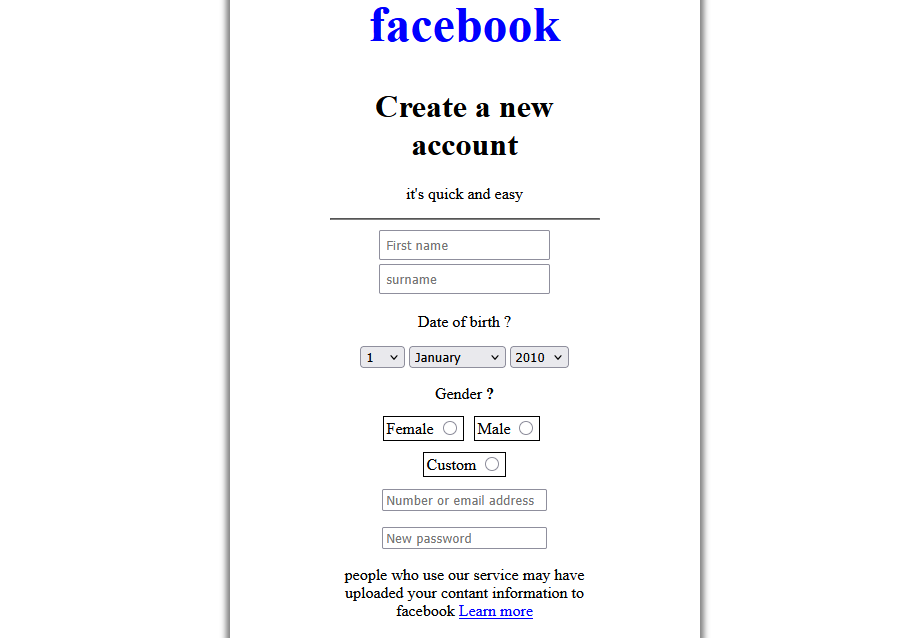 facebook
Create a new
account
it's quick and easy
First name
surname
Date of birth ?
1 January 2010
Gender ?
Female Male
Custom
Number or email address
New password
people who use our service may have
uploaded your contant information to
facebook Learn more